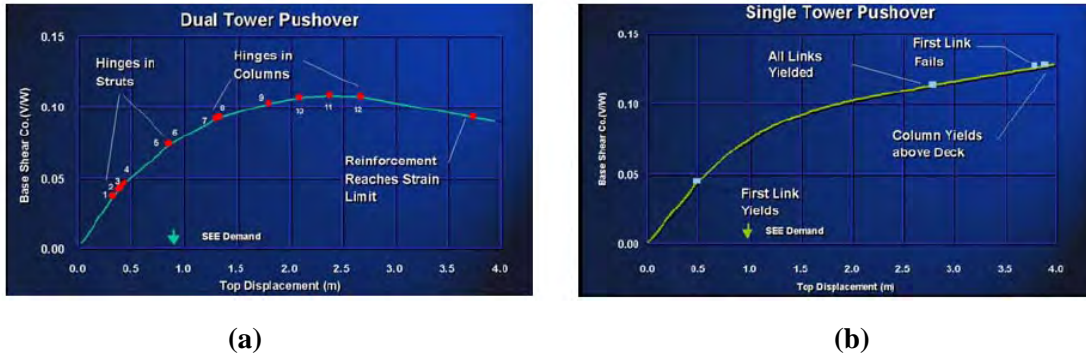 Dual Tower Pushover
0.15
0.10
0.05
0.00
Base Shear Co.(V/W)
Hinges in
Struts
Hinges in
Columns
1
2
3
4
5
6
7
8
9
10
11
12
Reinforcement
Reaches Strain
Limit
SEE Demand
0.0 0.5 1.0 1.5 2.0 2.5 3.0 3.5 4.0
Top Displacement (m)
(a)
Single Tower Pushover
0.15
0.10
0.05
0.00
Base Shear Co.(V/W)
All Links
Yielded
First Link
Fails
Column Yields
above Deck
First Link
Yields
SEE Demand
0.0 0.5 1.0 1.5 2.0 2.5 3.0 3.5 4.0
Top Displacement (m)
(b)